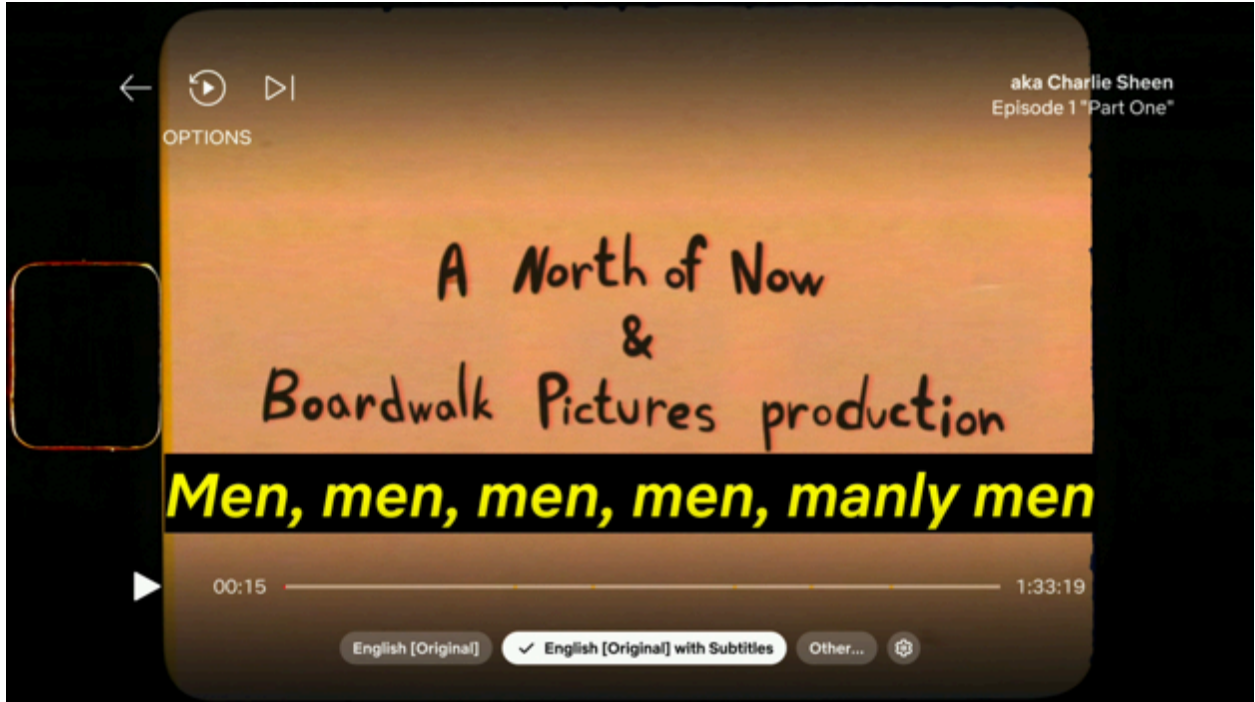 aka Charlie Sheen
Episode 1 "Part One"
OPTIONS
A North of Now
&
Boardwalk Pictures production
Men, men, men, men, manly men
00:15
1:33:19
English [Original]
English [Original] with Subtitles
Other...